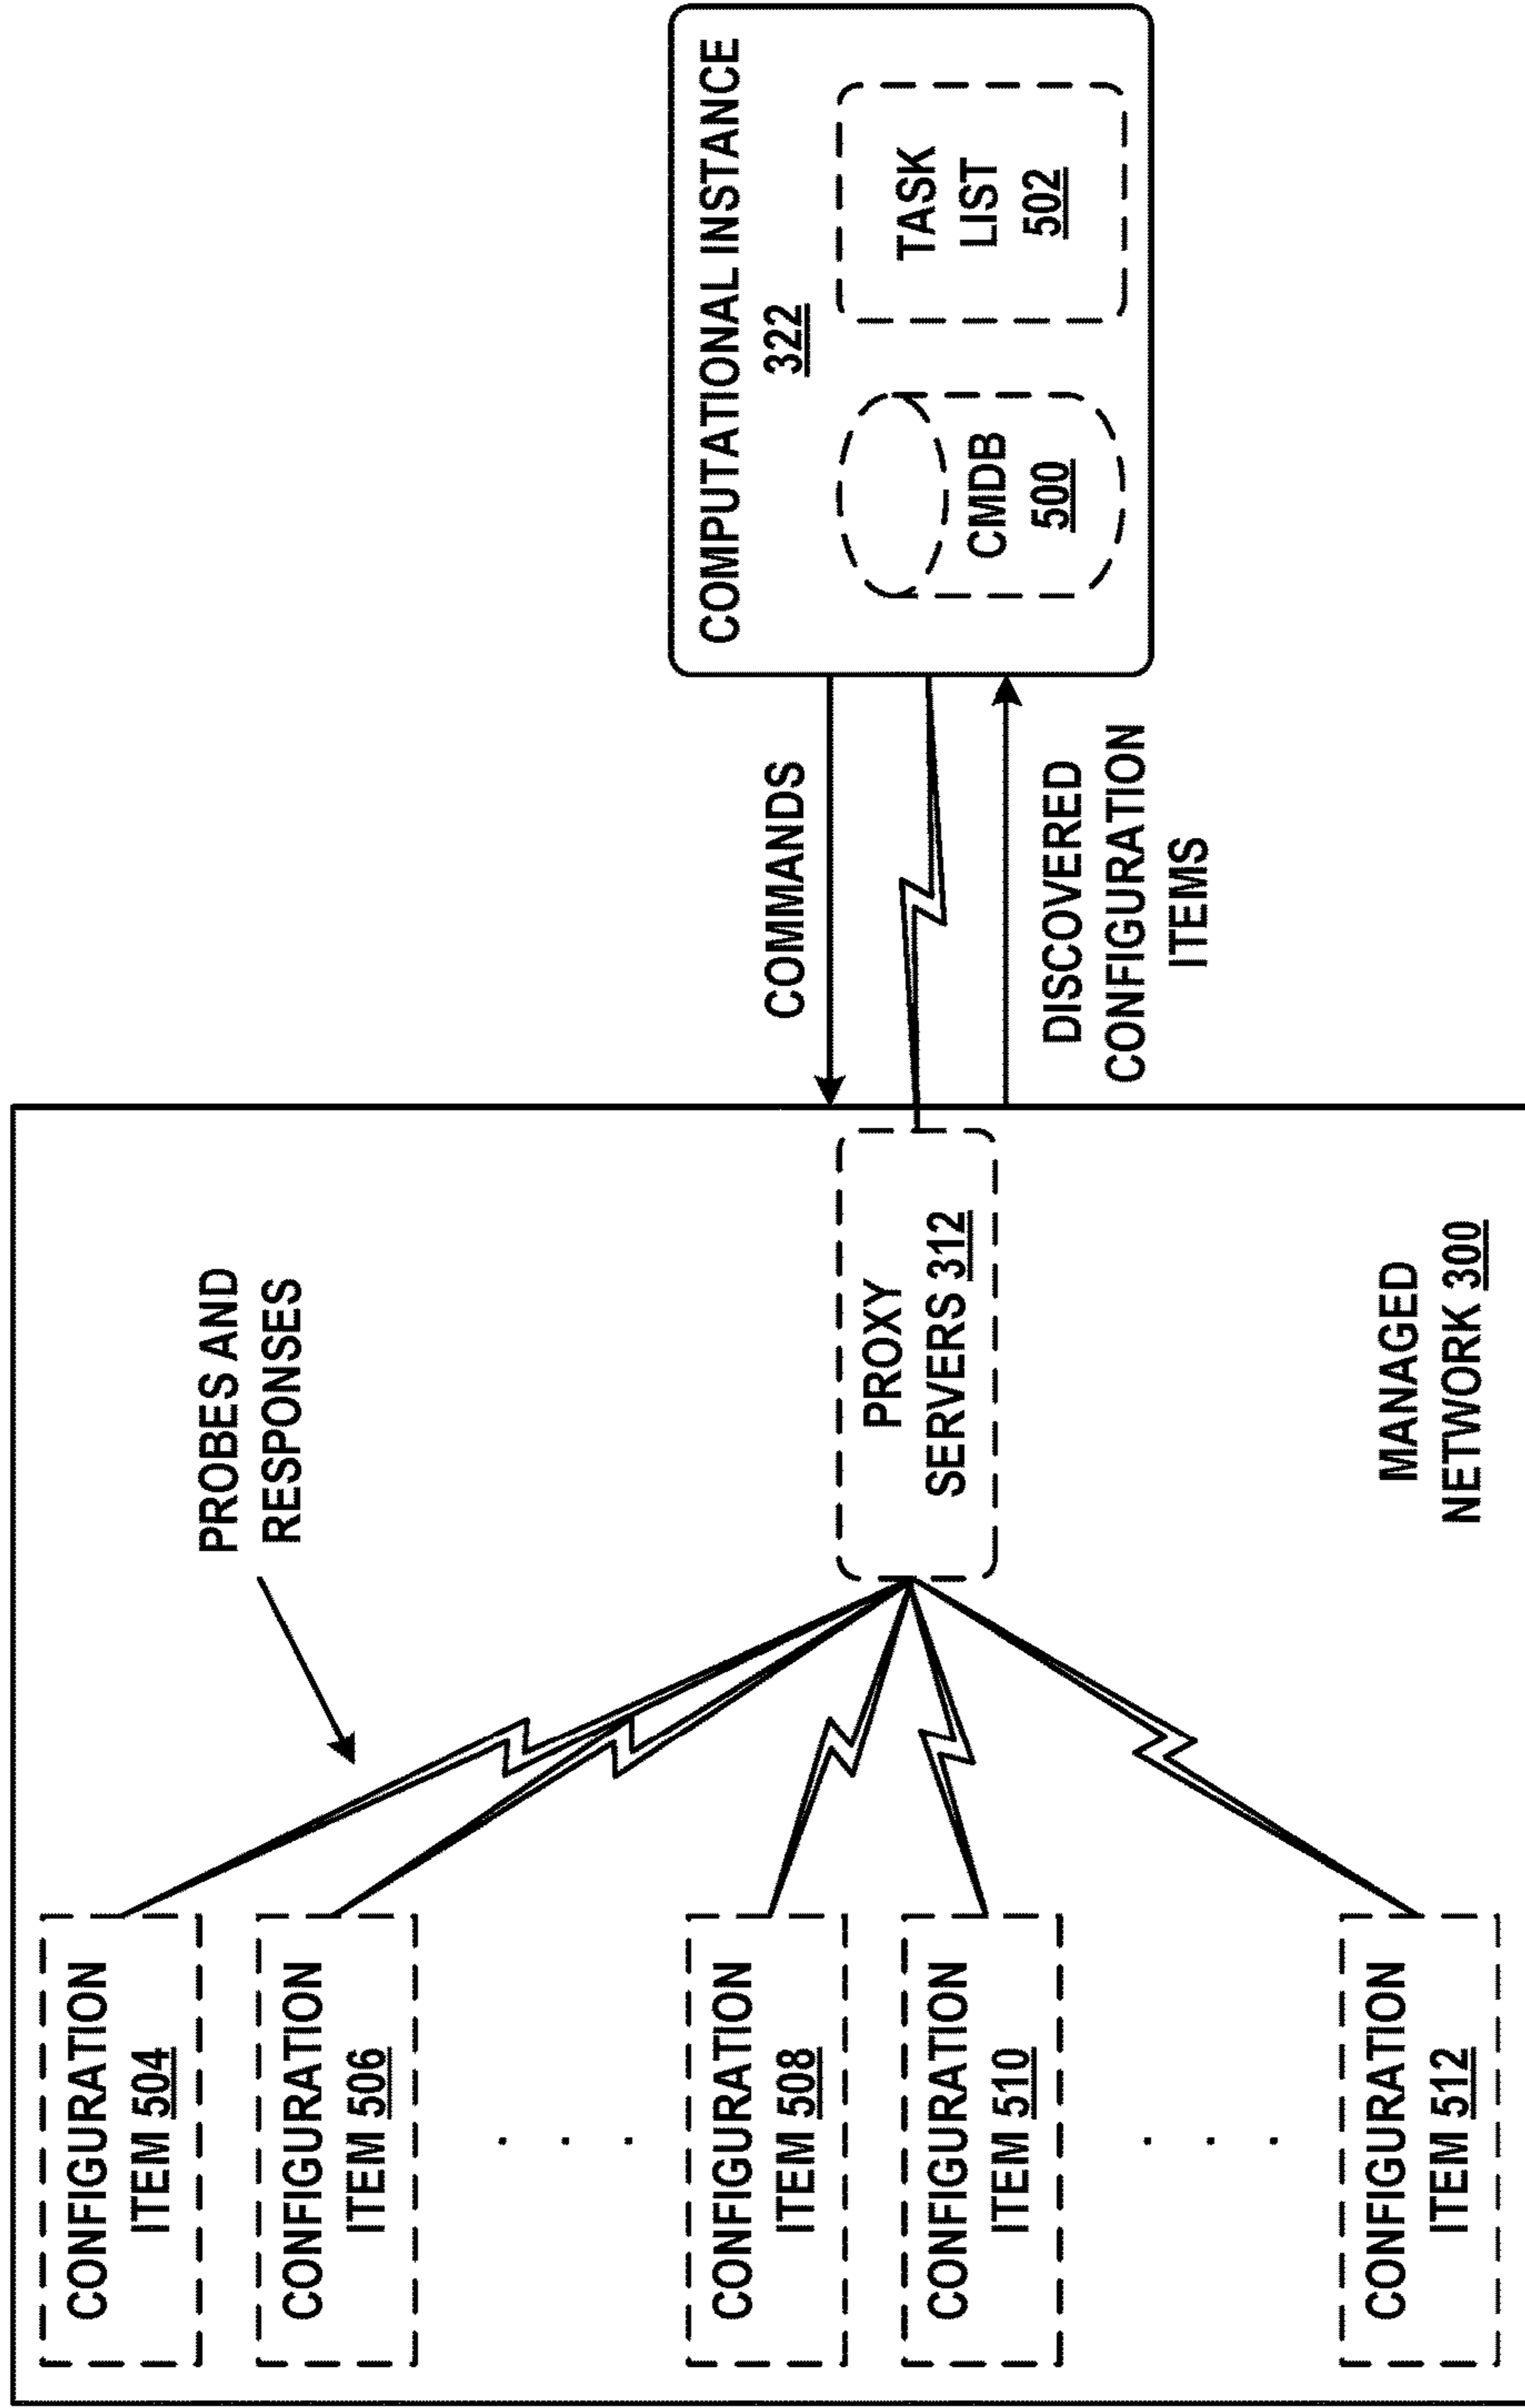 COMPUTATIONAL INSTANCE
322
CMDB
500
TASK
LIST
502
COMMANDS
DISCOVERED
CONFIGURATION
ITEMS
PROBES AND
RESPONSES
PROXY
SERVERS 312
MANAGED
NETWORK 300
CONFIGURATION
ITEM 504
CONFIGURATION
ITEM 506
. . .
CONFIGURATION
ITEM 508
CONFIGURATION
ITEM 510
. . .
CONFIGURATION
ITEM 512